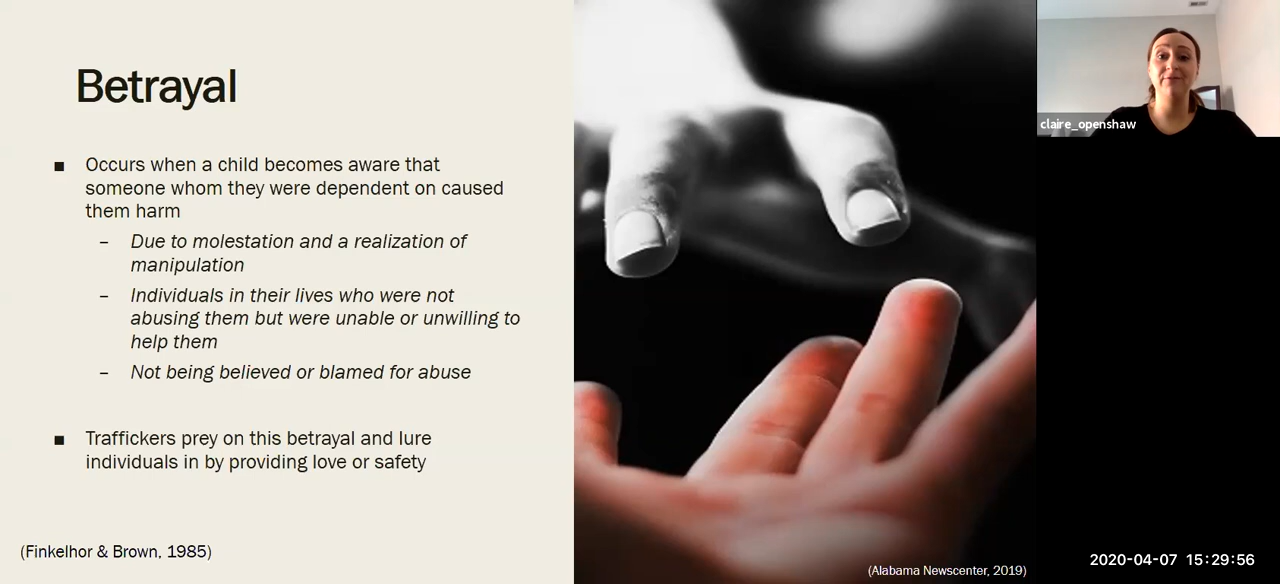 Betrayal
■ Occurs when a child becomes aware that
someone whom they were dependent on caused
them harm
– Due to molestation and a realization of
manipulation
– Individuals in their lives who were not
abusing them but were unable or unwilling to
help them
– Not being believed or blamed for abuse
■ Traffickers prey on this betrayal and lure
individuals in by providing love or safety
(Finkelhor & Brown, 1985)
(Alabama Newscenter, 2019)
claire_openshaw
2020-04-07 15:29:56